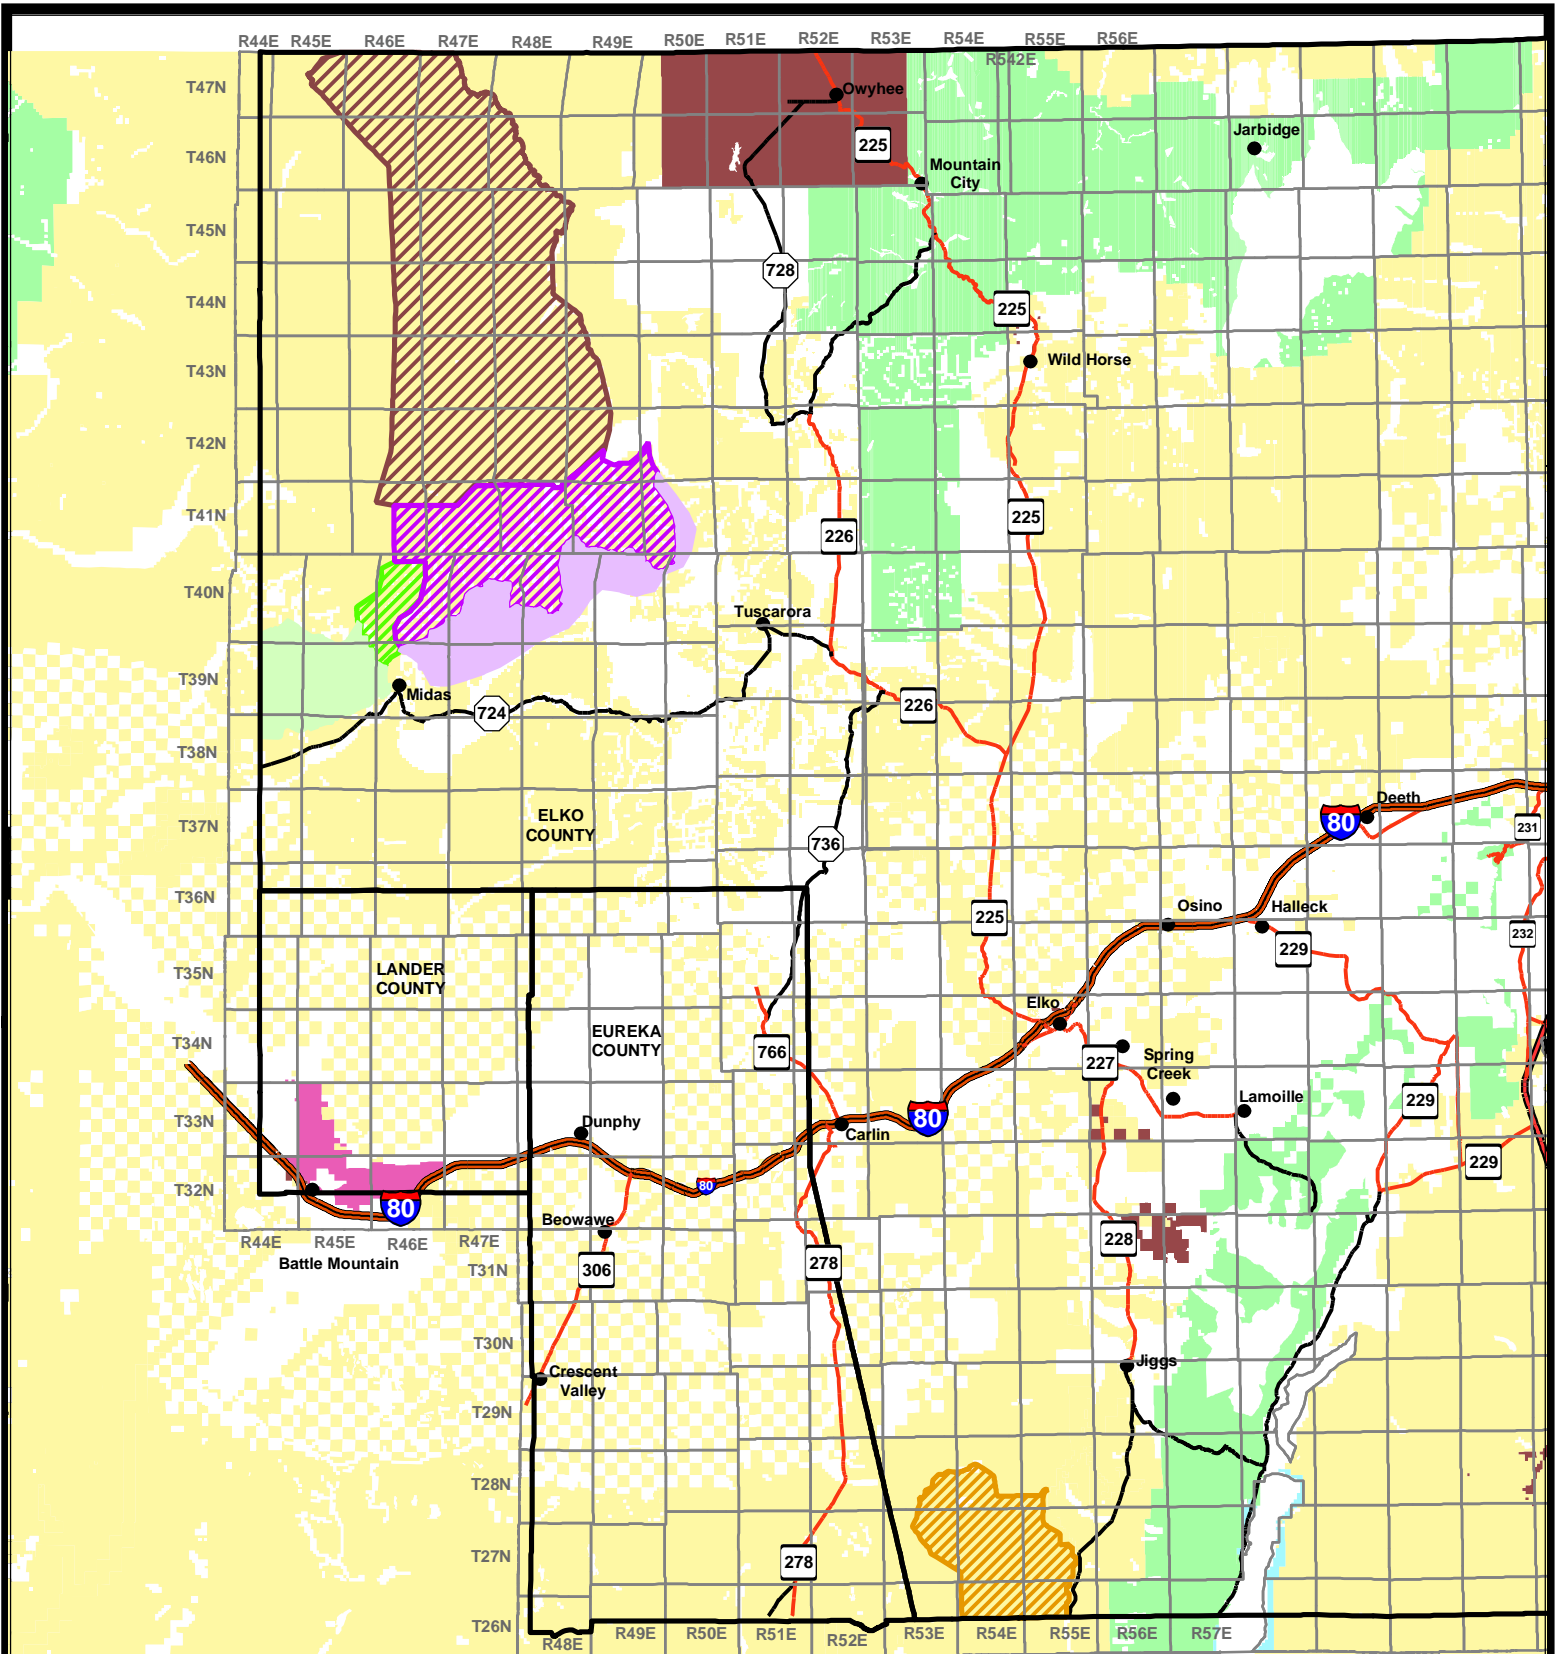 R44E R45E R46E R47E R48E R49E R50E R51E R52E R53E R54E R55E R56E
R542E
T47N
Owyhee
Jarbidge
225
T46N
Mountain
City
T45N
728
T44N
225
Wild Horse
T43N
T42N
T41N
225
226
T40N
Tuscarora
T39N
Midas
226
724
T38N
Deeth
ELKO
COUNTY
80
T37N
231
736
T36N
Osino
Halleck
225
232
229
LANDER
COUNTY
T35N
Elko
EURELA
COUNTY
T34N
766
227
Spring
Creek
Lamoille
229
T33N
Dunphy
80
Carlin
229
T32N
80
80
Beowawe
228
R44E R45E R46E R47E
Battle Mountain
278
306
T31N
T30N
Jiggs
Crescent
Valley
T29N
T28N
T27N
278
T26N
R48E R49E R50E R51E R52E R53E R54E R55E R56E R57E